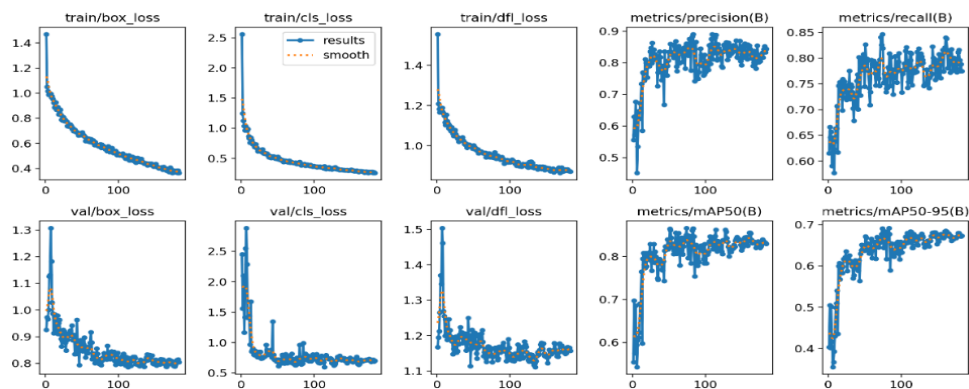 train/box_loss train/cls_loss train/dfl_loss metrics/precision(B) metrics/recall(B)
1.4 1.2 1.0 0.8 0.6 0.4
0 100
2.5 2.0 1.5 1.0 0.5
results
smooth
0 100
1.4 1.2 1.0
0 100
0.9 0.8 0.7 0.6 0.5
0 100
0.85 0.80 0.75 0.70 0.65 0.60
0 100
val/box_loss val/cls_loss val/dfl_loss metrics/mAP50(B) metrics/mAP50-95(B)
1.3 1.2 1.1 1.0 0.9 0.8
0 100
2.5 2.0 1.5 1.0 0.5
0 100
1.5 1.4 1.3 1.2 1.1
0 100
0.8 0.7 0.6
0 100
0.7 0.6 0.5 0.4
0 100